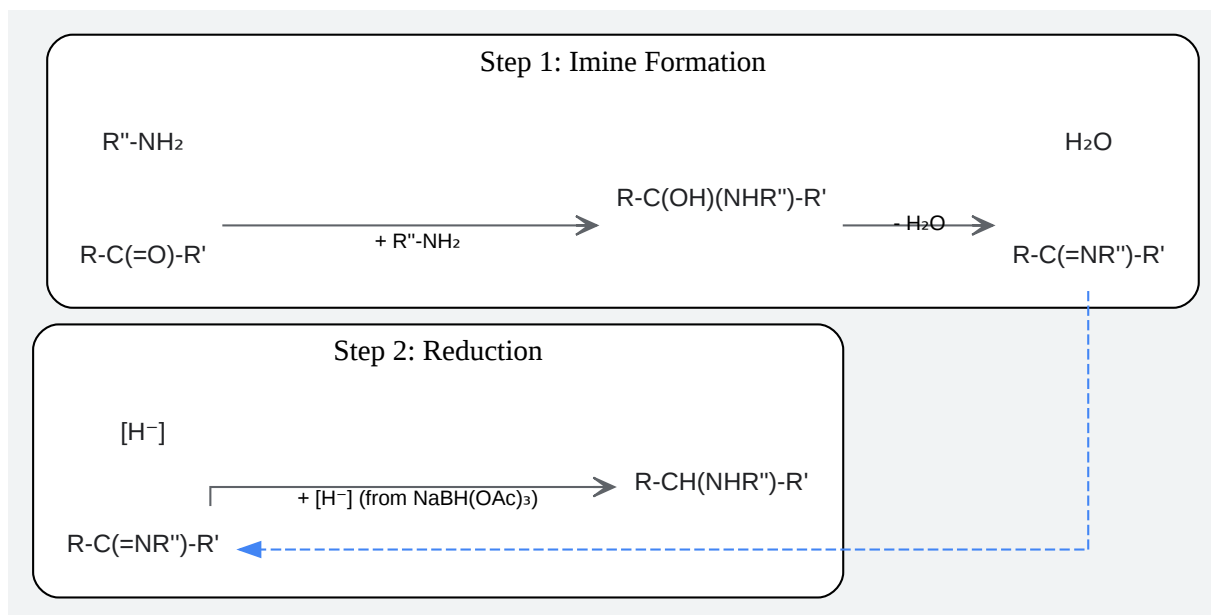 Step 1: Imine Formation
R"-NH₂
H₂O
R-C(OH)(NHR")-R'
- H₂O
+ R"-NH₂
R-C(=O)-R'
R-C(=NR")-R'
Step 2: Reduction
[H⁻]
R-CH(NHR")-R'
+ [H⁻] (from NaBH(OAc)₃)
R-C(=NR")-R'